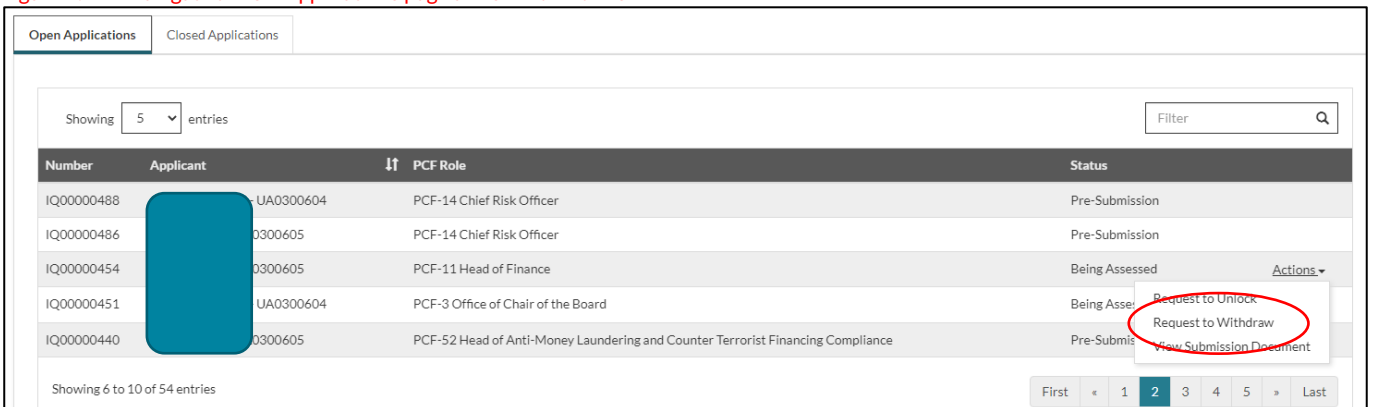 Open Applications Closed Applications
Showing 5 entries Filter
Number Applicant PCF Role Status
IQ00000488 - UA0300604 PCF-14 Chief Risk Officer Pre-Submission
IQ00000486 0300605 PCF-14 Chief Risk Officer Pre-Submission
IQ00000454 0300605 PCF-11 Head of Finance Being Assessed Actions
IQ00000451 UA0300604 PCF-3 Office of Chair of the Board Being Asse
Request to Unlock
Request to Withdraw
IQ00000440 0300605 PCF-52 Head of Anti-Money Laundering and Counter Terrorist Financing Compliance Pre-Submis
View Submission Document
Showing 6 to 10 of 54 entries First « 1 2 3 4 5 » Last